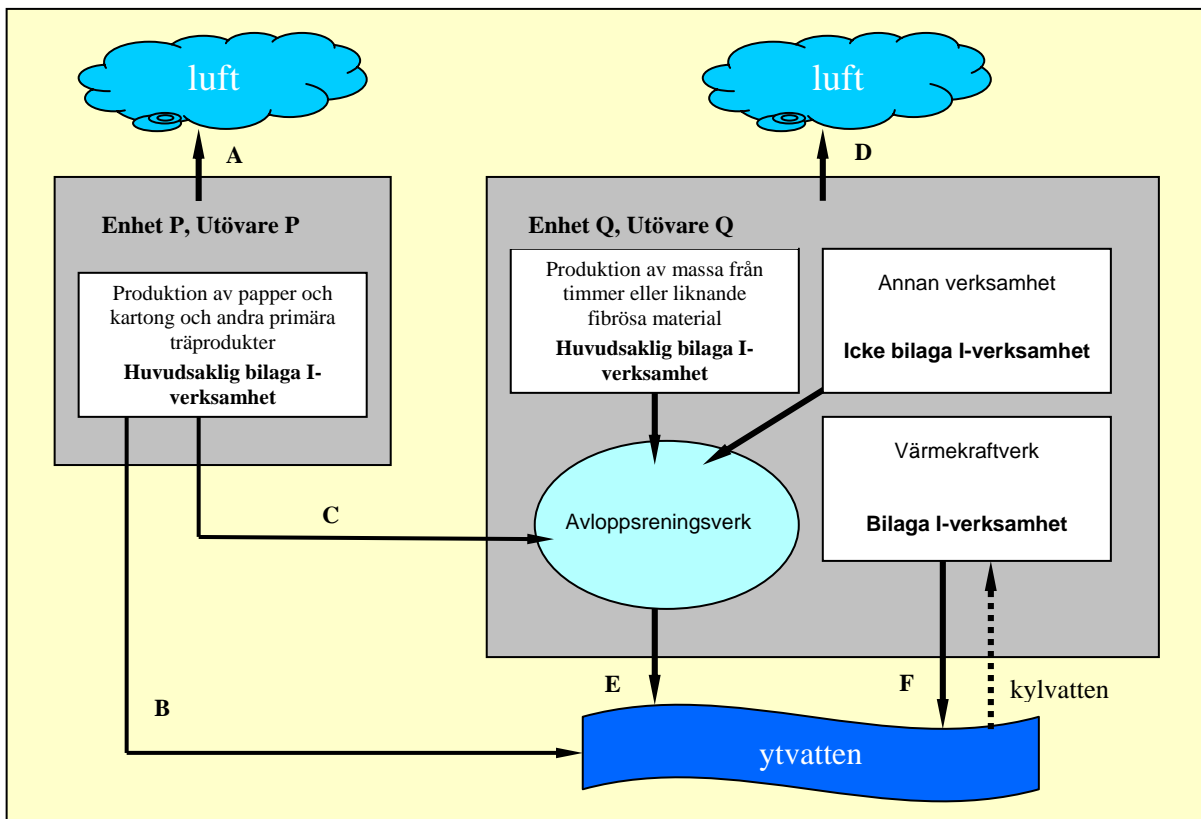 luft
luft
A
D
Enhet P, Utövare P
Produktion av papper och
kartong och andra primära
träprodukter
Huvudsaklig bilaga I-
verksamhet
Enhet Q, Utövare Q
Produktion av massa från
timmer eller liknande
fibrösa material
Huvudsaklig bilaga I-
verksamhet
Annan verksamhet
Icke bilaga I-verksamhet
Värmekraftverk
Bilaga I-verksamhet
Avloppsreningsverk
C
E
F
kylvatten
B
ytvatten